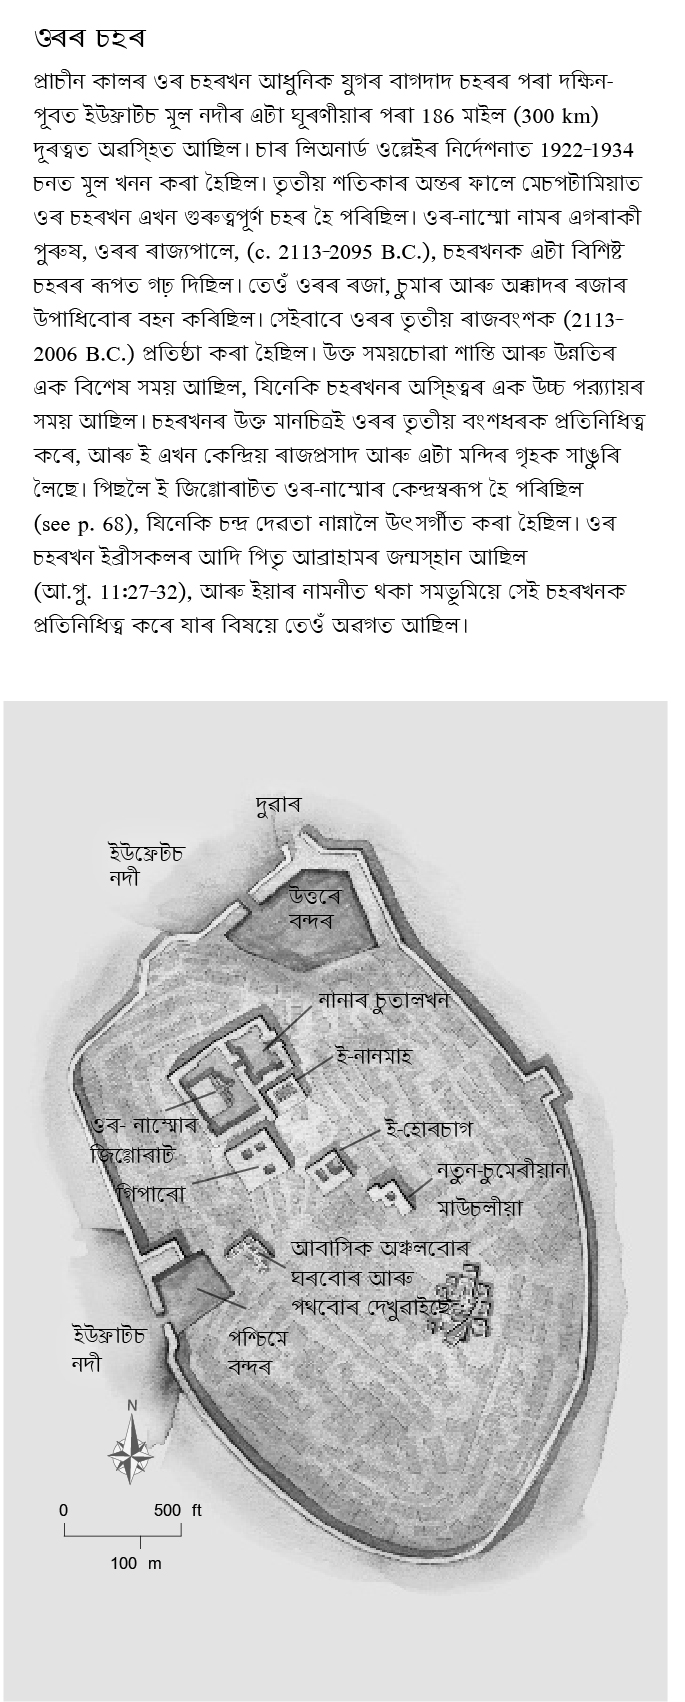 ওৰৰ চহৰ
প্ৰাচীন কালৰ ওৰ চহৰখন আধুনিক যুগৰ বাগদাদ চহৰৰ পৰা দক্ষিন-
পূবত ইউফ্ৰাটচ মূল নদীৰ এটা ঘূৰণীয়াৰ পৰা 186 মাইল (300 km)
দূৰত্বত অৱস্হিত আছিল। চাৰ লিঅনাৰ্ড ওল্লেইৰ নিৰ্দেশনাত 1922-1934
চনত মূল খনন কৰা হৈছিল। তৃতীয় শতিকাৰ অন্তৰ ফালে মেচপটামিয়াত
ওৰ চহৰখন এখন গুৰুত্বপূৰ্ণ চহৰ হৈ পৰিছিল। ওৰ-নাম্মো নামৰ এগৰাকী
পুৰুষ, ওৰৰ ৰাজ্যপালে, (c. 2113-2095 B.C.), চহৰখনক এটা বিশিষ্ট
চহৰৰ ৰূপত গঢ় দিছিল। তেওঁ ওৰৰ ৰজা, চুমাৰ আৰু অক্কাদৰ ৰজাৰ
উপাধিবোৰ বহন কৰিছিল। সেইবাবে ওৰৰ তৃতীয় ৰাজবংশক (2113-
2006 B.C.) প্ৰতিষ্ঠা কৰা হৈছিল। উক্ত সময়চোৱা শান্তি আৰু উন্নতিৰ
এক বিশেষ সময় আছিল, যিনেকি চহৰখনৰ অস্হিত্বৰ এক উচ্চ পৰ্য্যায়ৰ
সময় আছিল। চহৰখনৰ উক্ত মানচিত্ৰই ওৰৰ তৃতীয় বংশধৰক প্ৰতিনিধিত্ব
কৰে, আৰু ই এখন কেন্দ্ৰিয় ৰাজপ্ৰসাদ আৰু এটা মন্দিৰ গৃহক সাঙুৰি
লৈছে। পিছলৈ ই জিগ্গোৰাটত ওৰ-নাম্মোৰ কেন্দ্ৰস্বৰূপ হৈ পৰিছিল
(see p. 68), যিনেকি চন্দ্ৰ দেৱতা নান্নালৈ উৎসৰ্গীত কৰা হৈছিল। ওৰ
চহৰখন ইব্ৰীসকলৰ আদি পিতৃ আব্ৰাহামৰ জন্মস্হান আছিল
(আ.পু. 11:27-32), আৰু ইয়াৰ নামনীত থকা সমভূমিয়ে সেই চহৰখনক
প্ৰতিনিধিত্ব কৰে যাৰ বিষয়ে তেওঁ অৱগত আছিল।
দুৱাৰ
ইউফ্ৰেটচ
নদী
উত্তৰে
বন্দৰ
নানাৰ চুতালখন
ই-নানমাহ
ওৰ- নাম্মোৰ
জিগ্গোৰাট
ই-হোৰচাগ
গিপাৰো
নতুন-চুমেৰীয়ান
মাউচলীয়া
আবাসিক অঞ্চলবোৰ
ঘৰবোৰ আৰু
পথবোৰ দেখুৱাইছে
ইউফ্ৰাটচ
নদী
পশ্চিমে
বন্দৰ
N
0 500 ft
100 m